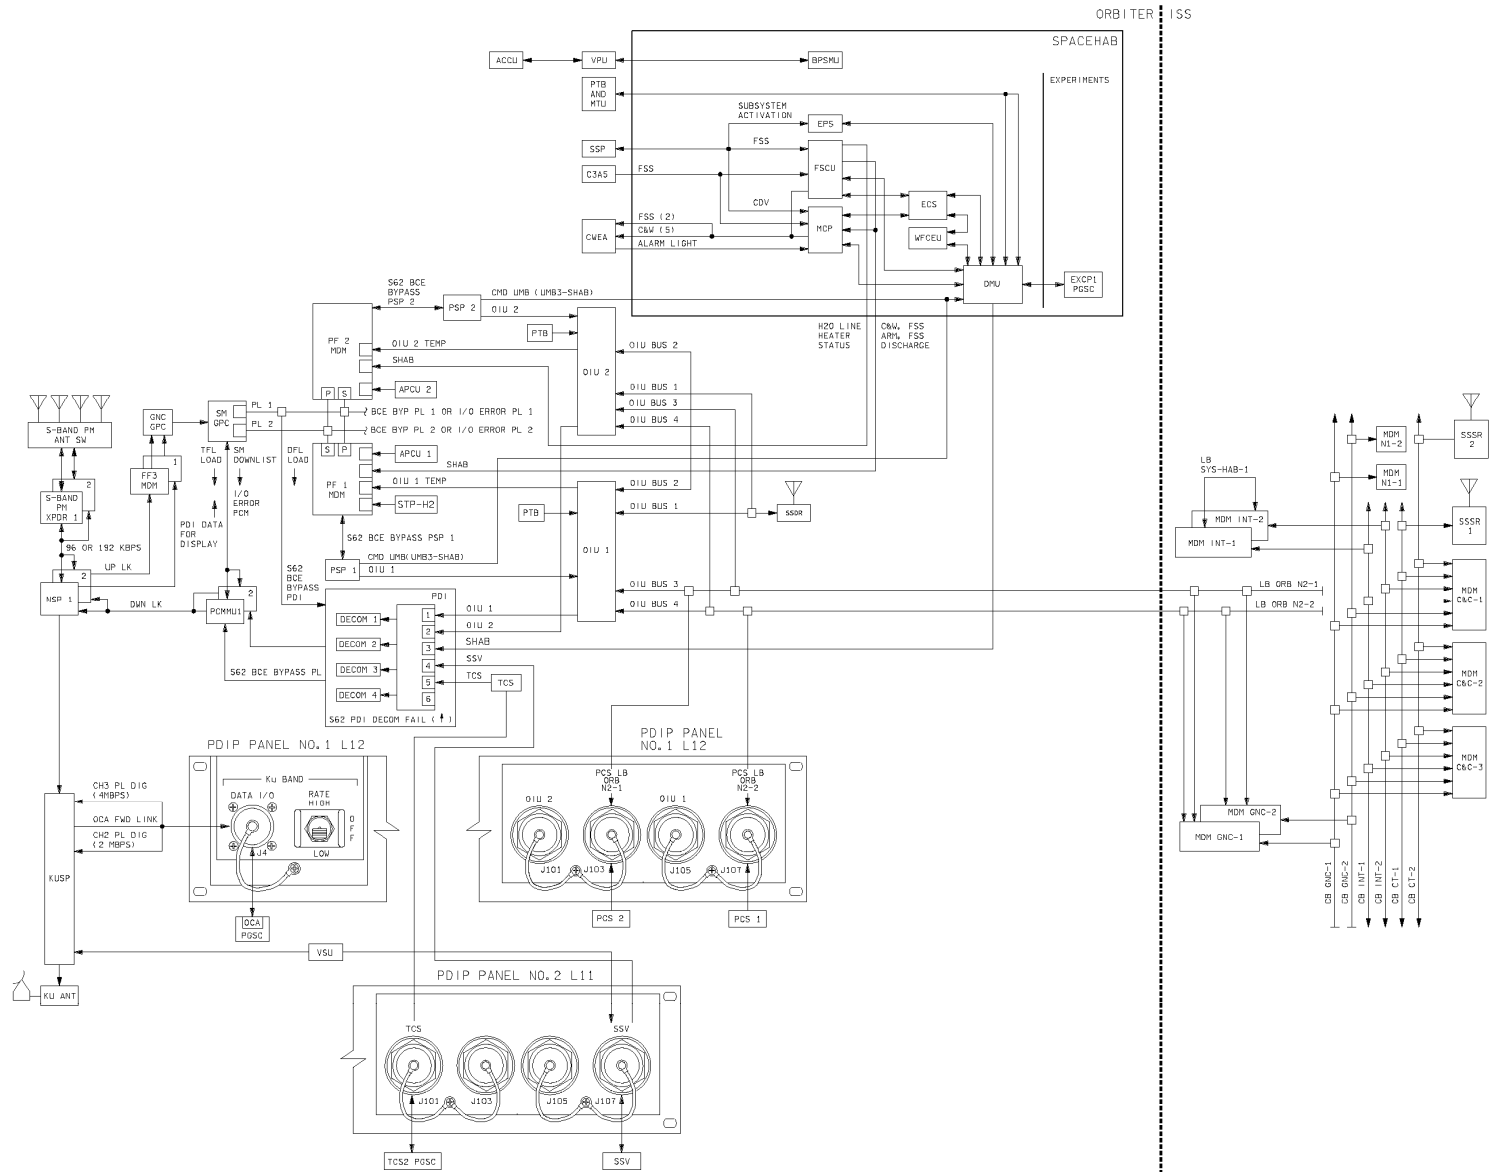 ORBITER ISS
SPACEHAB
ACCU
VPU
BPSMU
EXPERIMENTS
PTB
AND
MTU
SUBSYSTEM
ACTIVATION
EPS
SSP
FSS
FSCU
C3A5
FSS
ECS
CDV
MCP
WFCEU
CWEA
FSS (2)
C&W (5)
ALARM LIGHT
DMU
EXCP1
PGSC
S62 BCE
BYPASS
PSP 2
PSP 2
CMD UMB (UMB3-SHAB)
OIU 2
PTB
H2O LINE
HEATER
STATUS
C&W, FSS
ARM, FSS
DISCHARGE
PF 2
MDM
OIU 2 TEMP
SHAB
APCU 2
P
S
OIU 2
OIU BUS 2
OIU BUS 1
OIU BUS 3
OIU BUS 4
S-BAND PM
ANT SW
GNC
GPC
SM
GPC
PL 1
PL 2
BCE BYP PL 1 OR I/O ERROR PL 1
BCE BYP PL 2 OR I/O ERROR PL 2
S
P
APCU 1
SHAB
PF 1
MDM
OIU 1 TEMP
STP-H2
TFL
LOAD
SM
DOWNLIST
DFL
LOAD
I/O
ERROR
PCM
PDI DATA
FOR
DISPLAY
1
FF3
MDM
2
S-BAND
PM
XPDR 1
96 OR 192 KBPS
UP LK
2
NSP 1
DWN LK
2
PCMMU1
S62
BCE
BYPASS
PDI
S62 BCE BYPASS PSP 1
PSP 1
CMD UMB(UMB3-SHAB)
OIU 1
PTB
OIU 1
OIU BUS 2
OIU BUS 1
OIU BUS 3
OIU BUS 4
SSOR
PDI
DECOM 1
DECOM 2
DECOM 3
DECOM 4
1
2
3
4
5
6
OIU 1
OIU 2
SHAB
SSV
TCS
TCS
S62 BCE BYPASS PL
S62 PDI DECOM FAIL ( )
LB
SYS-HAB-1
MDM INT-2
MDM INT-1
MDM
N1-2
MDM
N1-1
SSSR
2
SSSR
1
LB ORB N2-1
LB ORB N2-2
MDM
C&C-1
MDM
C&C-2
MDM
C&C-3
MDM GNC-2
MDM GNC-1
CB GNC-1
CB GNC-2
CB INT-1
CB INT-2
CB CT-1
CB CT-2
PDIP PANEL NO.1 L12
Ku BAND
DATA I/O
RATE
HIGH
O
F
F
LOW
J4
CH3 PL DIG
(4MBPS)
OCA FWD LINK
CH2 PL DIG
(2 MBPS)
KUSP
OCA
PGSC
VSU
KU ANT
PDIP PANEL
NO.1 L12
PCS LB
ORB
N2-1
PCS LB
ORB
N2-2
OIU 2
OIU 1
J101
J103
J105
J107
PCS 2
PCS 1
PDIP PANEL NO.2 L11
TCS
SSV
J101
J103
J105
J107
TCS2 PGSC
SSV